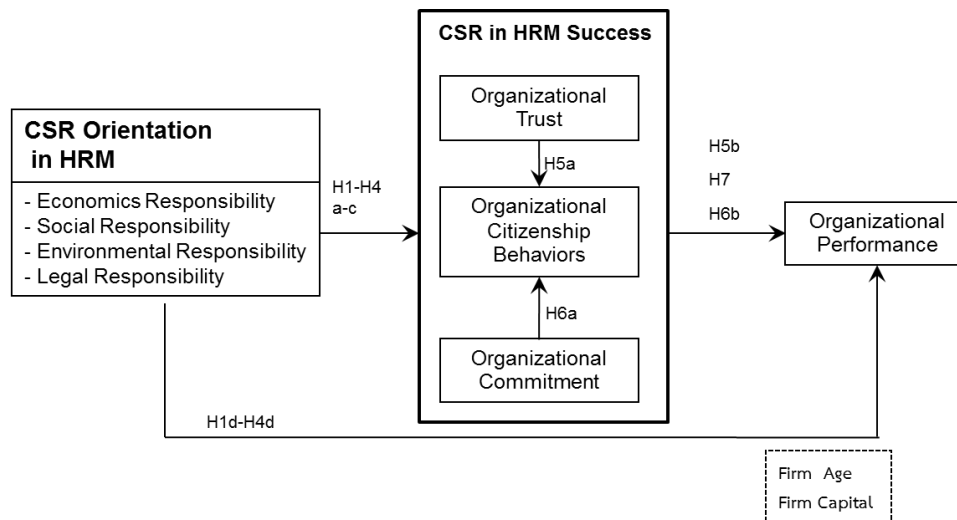 CSR in HRM Success
Organizational
Trust
H5a
Organizational
Citizenship
Behaviors
H6a
Organizational
Commitment
CSR Orientation
in HRM
- Economics Responsibility
- Social Responsibility
- Environmental Responsibility
- Legal Responsibility
H1-H4
a-c
H5b
H7
H6b
Organizational
Performance
H1d-H4d
Firm Age
Firm Capital